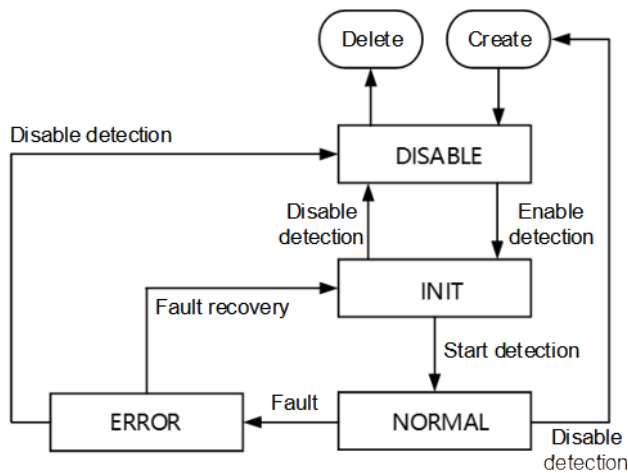 Delete
Create
Disable detection
DISABLE
Disable
detection
Enable
detection
INIT
Fault recovery
Start detection
ERROR
Fault
NORMAL
Disable
detection